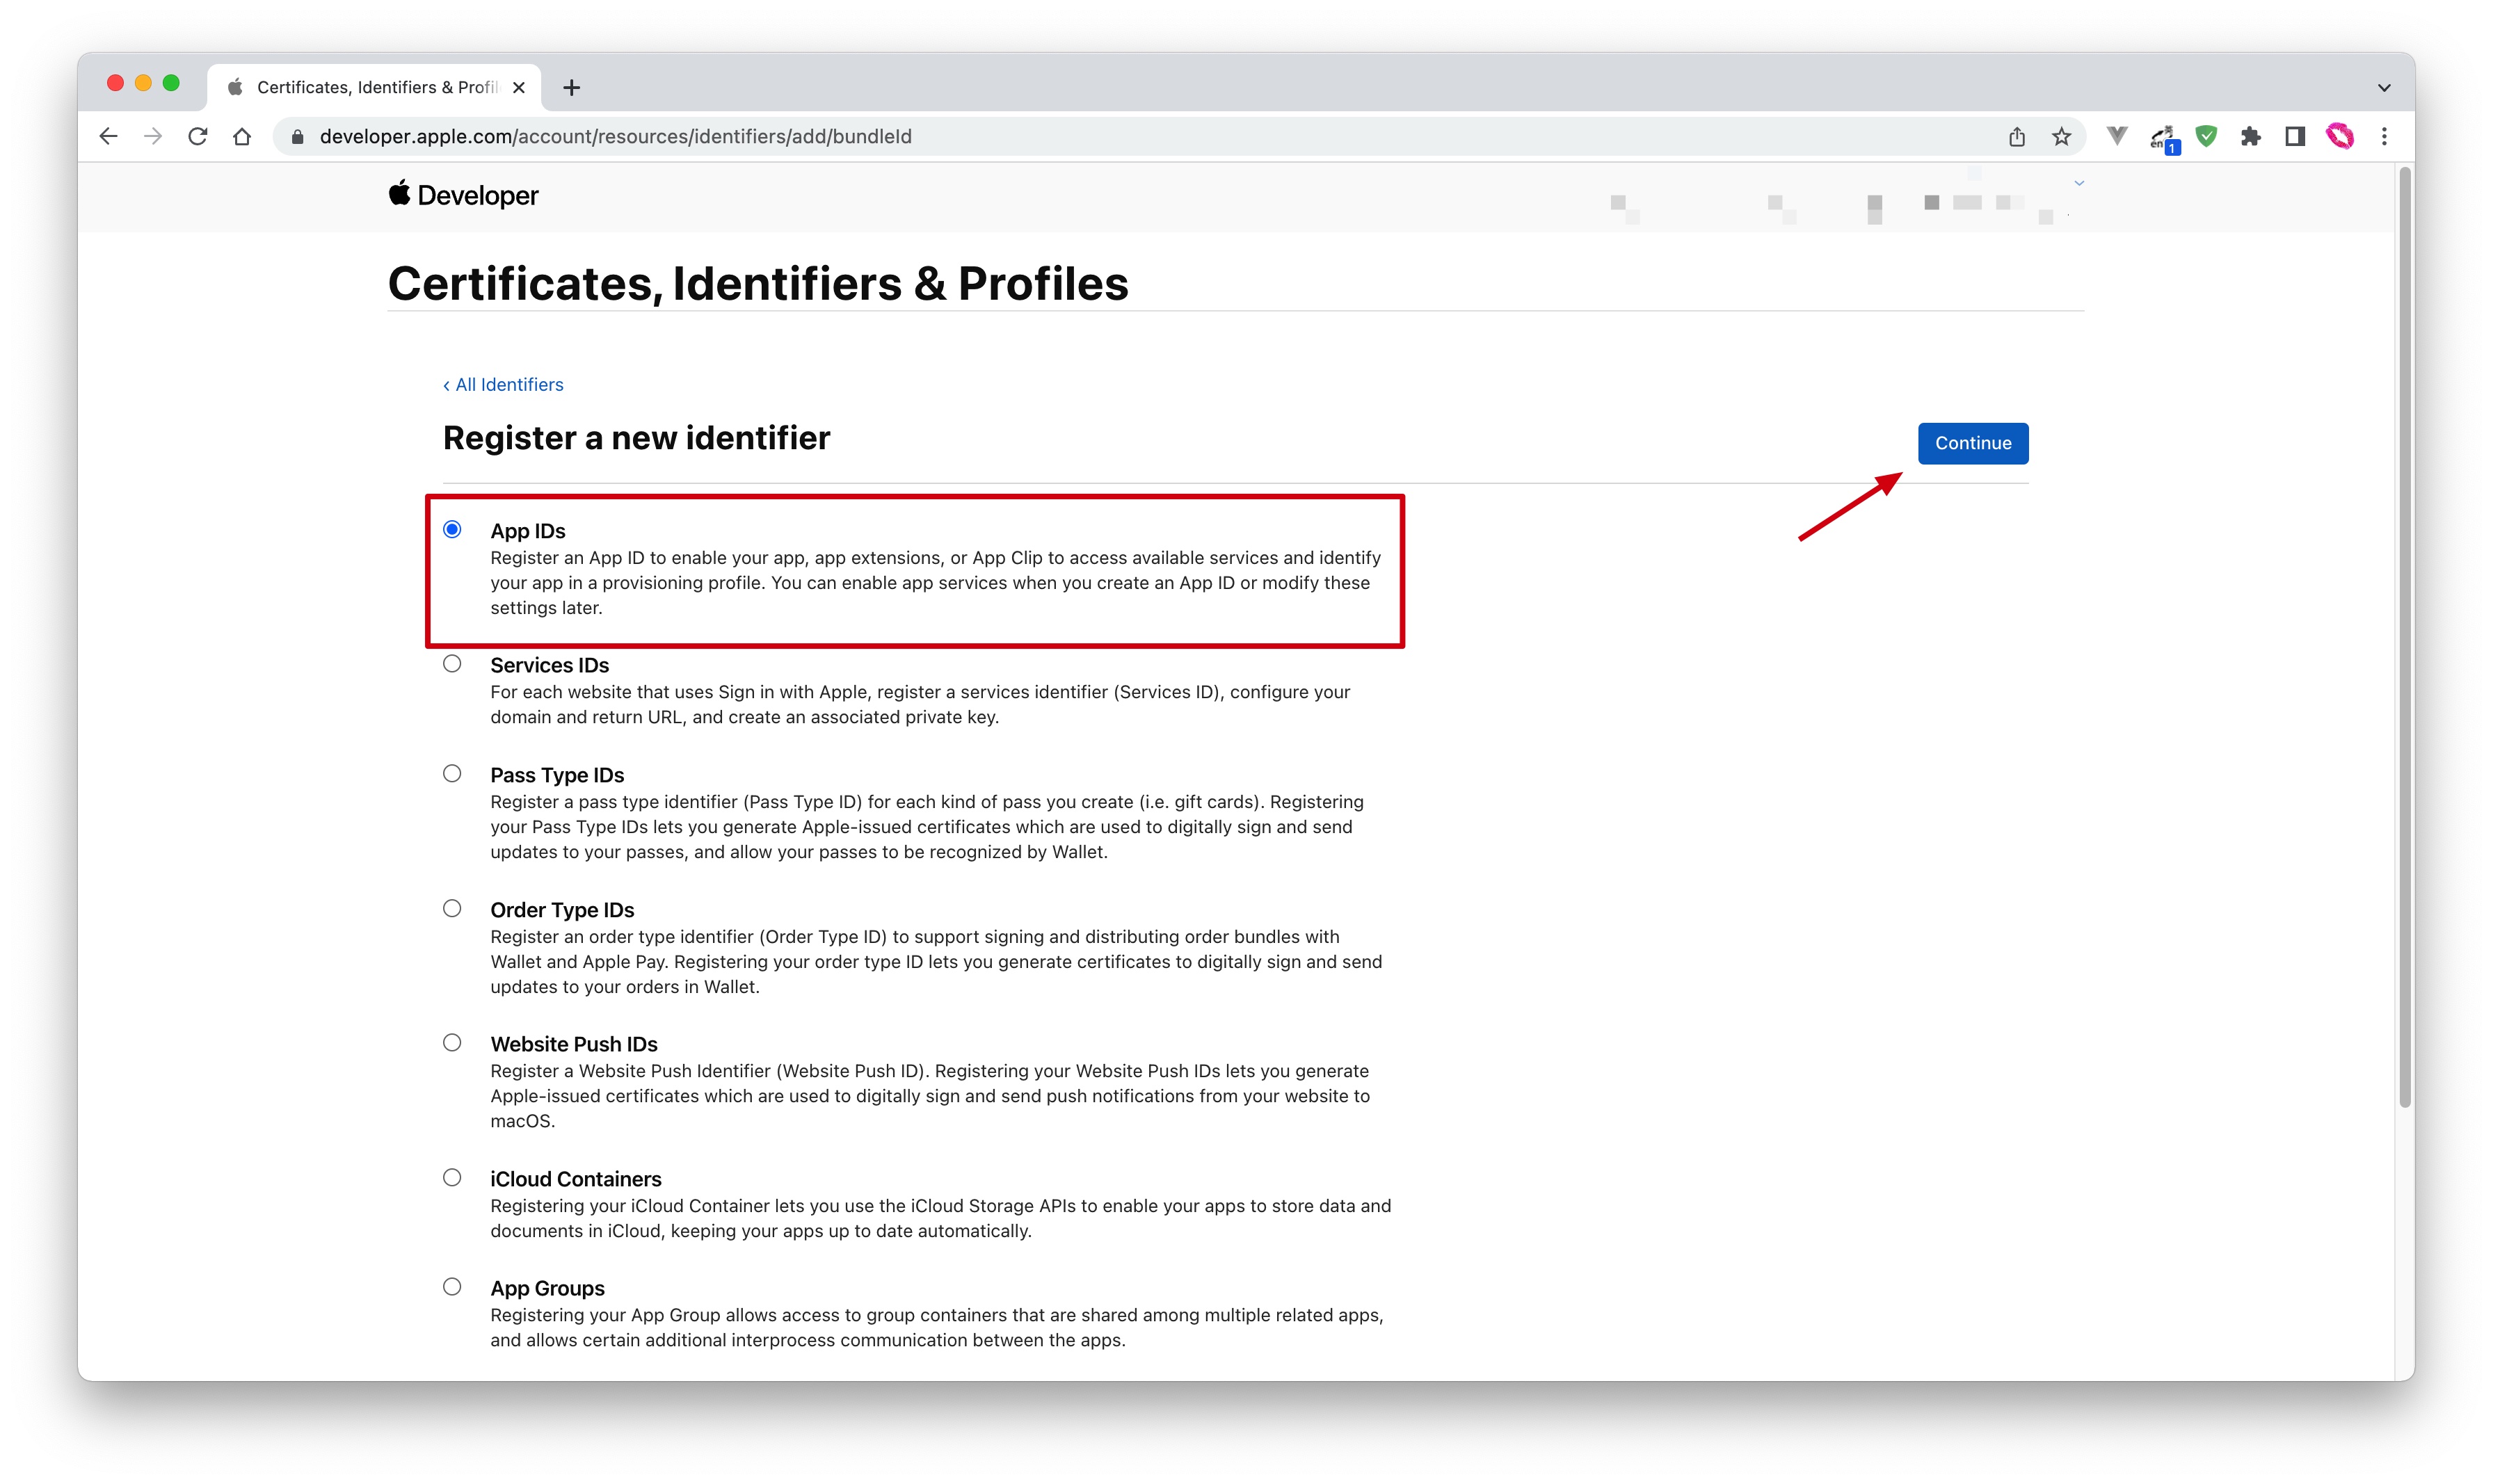 Certificates, Identifiers & Profil
developer.apple.com/account/resources/identifiers/add/bundleId
en
1
Developer
Certificates, Identifiers & Profiles
‹ All Identifiers
Register a new identifier
Continue
App IDs
Register an App ID to enable your app, app extensions, or App Clip to access available services and identify
your app in a provisioning profile. You can enable app services when you create an App ID or modify these
settings later.
Services IDs
For each website that uses Sign in with Apple, register a services identifier (Services ID), configure your
domain and return URL, and create an associated private key.
Pass Type IDs
Register a pass type identifier (Pass Type ID) for each kind of pass you create (i.e. gift cards). Registering
your Pass Type IDs lets you generate Apple-issued certificates which are used to digitally sign and send
updates to your passes, and allow your passes to be recognized by Wallet.
Order Type IDs
Register an order type identifier (Order Type ID) to support signing and distributing order bundles with
Wallet and Apple Pay. Registering your order type ID lets you generate certificates to digitally sign and send
updates to your orders in Wallet.
Website Push IDs
Register a Website Push Identifier (Website Push ID). Registering your Website Push IDs lets you generate
Apple-issued certificates which are used to digitally sign and send push notifications from your website to
macOS.
iCloud Containers
Registering your iCloud Container lets you use the iCloud Storage APIs to enable your apps to store data and
documents in iCloud, keeping your apps up to date automatically.
App Groups
Registering your App Group allows access to group containers that are shared among multiple related apps,
and allows certain additional interprocess communication between the apps.